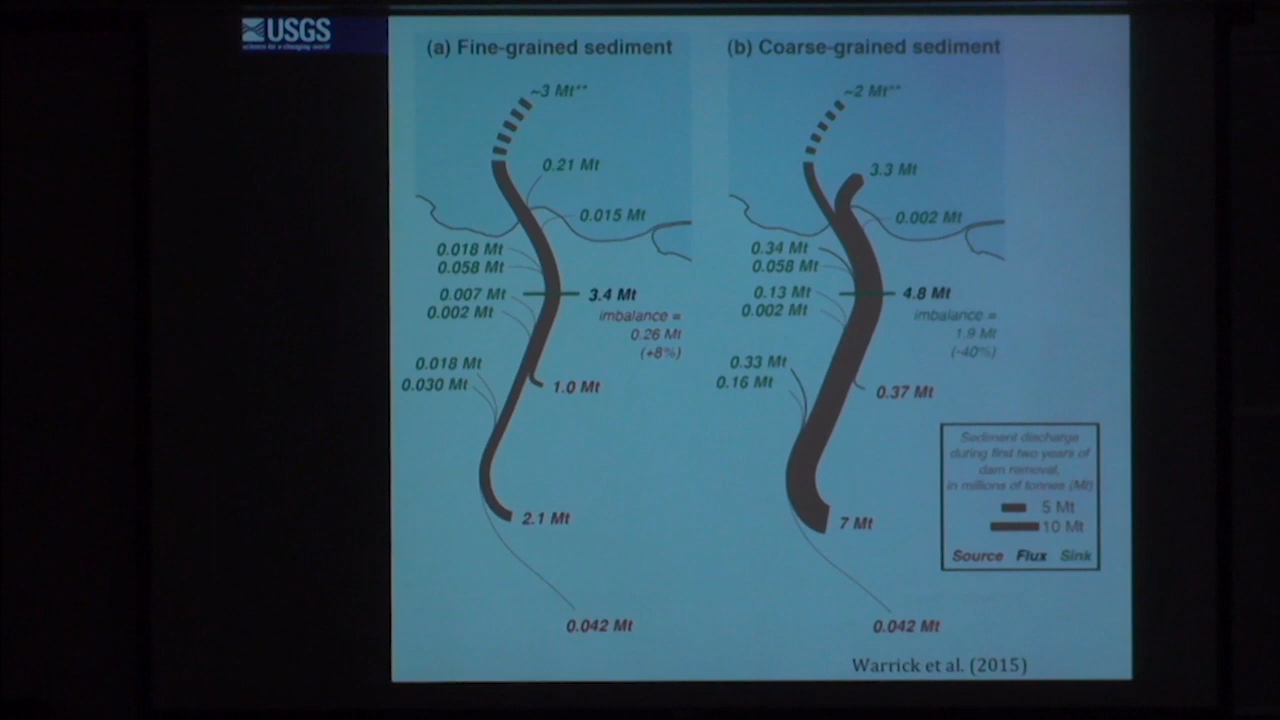 USGS
science for a changing world
(a) Fine-grained sediment
~3 Mt**
0.21 Mt
0.015 Mt
0.018 Mt
0.058 Mt
0.007 Mt
3.4 Mt
0.002 Mt
imbalance =
0.26 Mt
(+8%)
0.018 Mt
0.030 Mt
1.0 Mt
2.1 Mt
0.042 Mt
(b) Coarse-grained sediment
~2 Mt**
3.3 Mt
0.002 Mt
0.34 Mt
0.058 Mt
0.13 Mt
4.8 Mt
0.002 Mt
imbalance =
1.9 Mt
(-40%)
0.33 Mt
0.16 Mt
0.37 Mt
7 Mt
0.042 Mt
Sediment discharge
during first two years of
dam removal,
in millions of tonnes (Mt)
5 Mt
10 Mt
Source Flux Sink
Warrick et al. (2015)